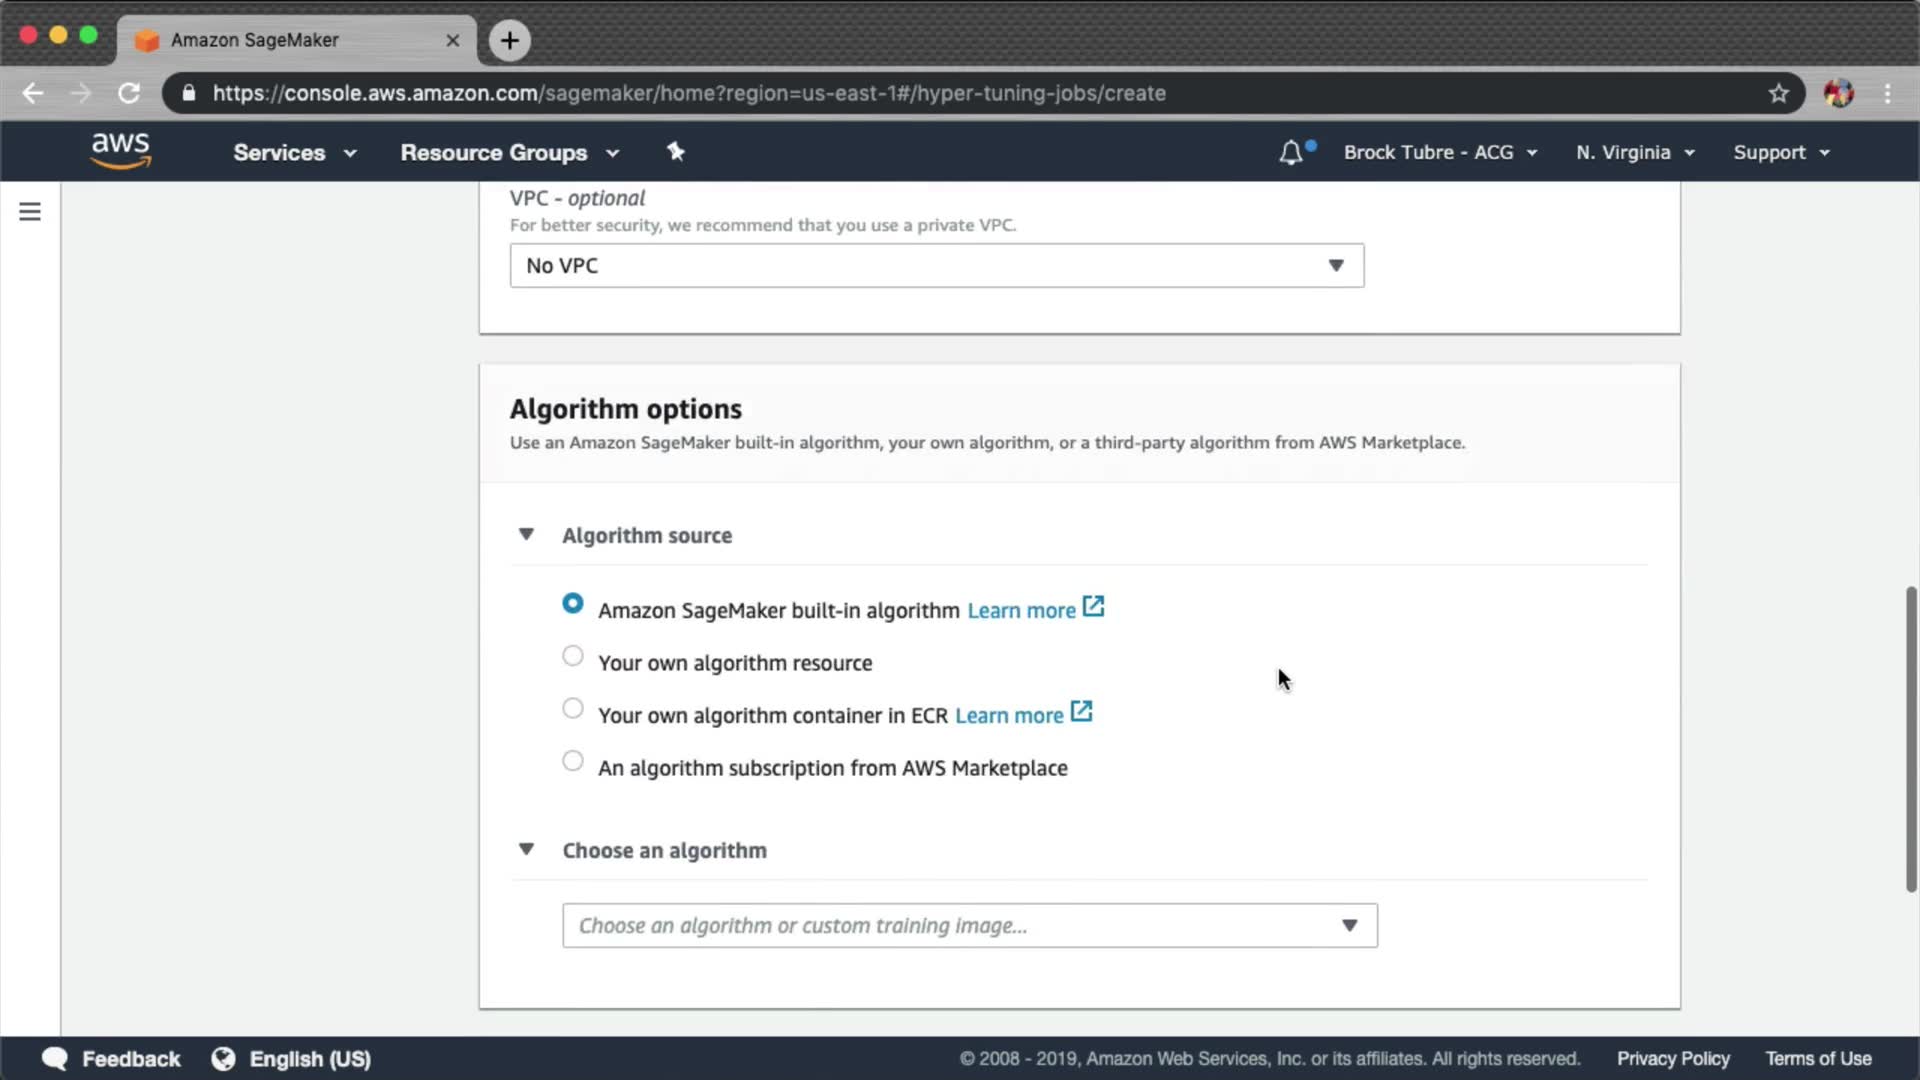 Amazon SageMaker
https://console.aws.amazon.com/sagemaker/home?region=us-east-1#/hyper-tuning-jobs/create
aws Services Resource Groups Brock Tubre - ACG N. Virginia Support
VPC - optional
For better security, we recommend that you use a private VPC.
No VPC
Algorithm options
Use an Amazon SageMaker built-in algorithm, your own algorithm, or a third-party algorithm from AWS Marketplace.
Algorithm source
Amazon SageMaker built-in algorithm Learn more
Your own algorithm resource
Your own algorithm container in ECR Learn more
An algorithm subscription from AWS Marketplace
Choose an algorithm
Choose an algorithm or custom training image...
Feedback English (US) © 2008 - 2019, Amazon Web Services, Inc. or its affiliates. All rights reserved. Privacy Policy Terms of Use